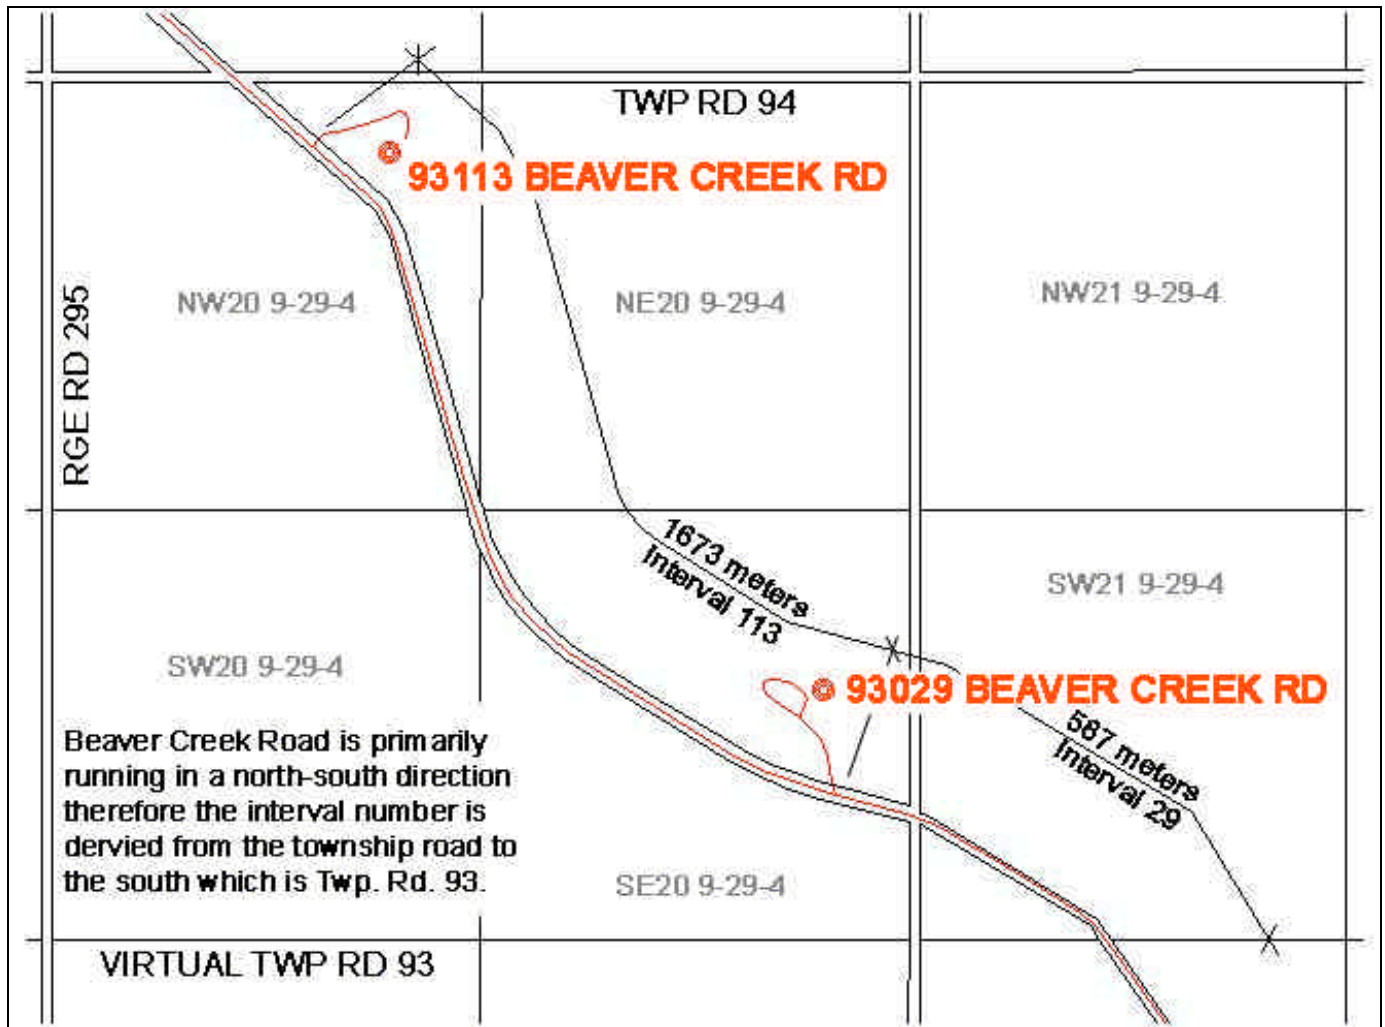 TWP RD 94
93113 BEAVER CREEK RD
RGE RD 295
NW20 9-29-4
NE20 9-29-4
NW21 9-29-4
1673 meters
Interval 113
SW21 9-29-4
SW20 9-29-4
93029 BEAVER CREEK RD
587 meters
Interval 29
Beaver Creek Road is primarily
running in a north-south direction
therefore the interval number is
dervied from the township road to
the south which is Twp. Rd. 93.
SE20 9-29-4
VIRTUAL TWP RD 93